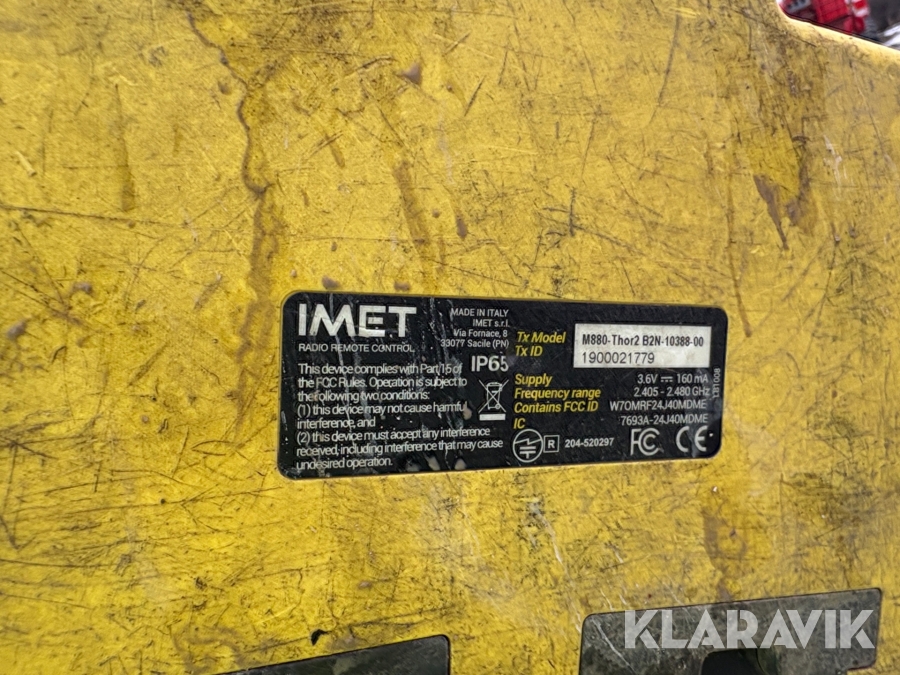 IMET
RADIO REMOTE CONTROL
MADE IN ITALY
IMET s.r.l.
Via Fornace, 8
33077 Sacile (PN)
IP65
This device complies with Part 15 of
the FCC Rules. Operation is subject to
the following two conditions:
(1) this device may not cause harmful
interference, and
(2) this device must accept any interference
received, including interference that may cause
undesired operation.
Tx Model M880-Thor2 B2N-10388-00
Tx ID 1900021779
Supply 3.6V 160 mA
Frequency range 2.405 - 2.480 GHz
Contains FCC ID W7OMRF24J40MDME
IC 7693A-24J40MDME
R 204-520297 FC CE
LB1008
KLARAVIK